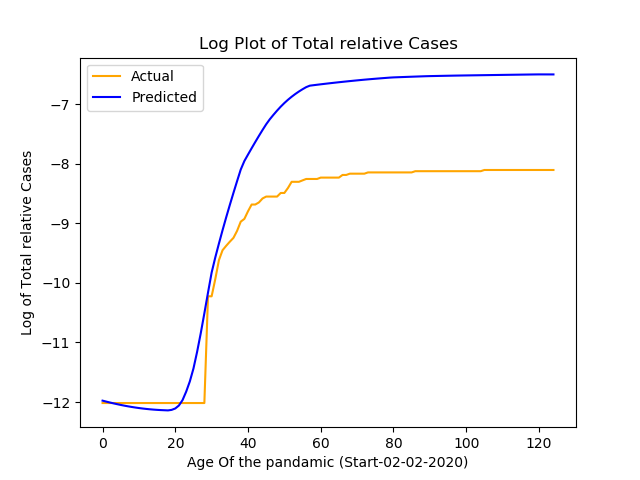 Log Plot of Total relative Cases
Actual
Predicted
−7
−8
−9
−10
−11
−12
Log of Total relative Cases
0 20 40 60 80 100 120
Age Of the pandamic (Start-02-02-2020)